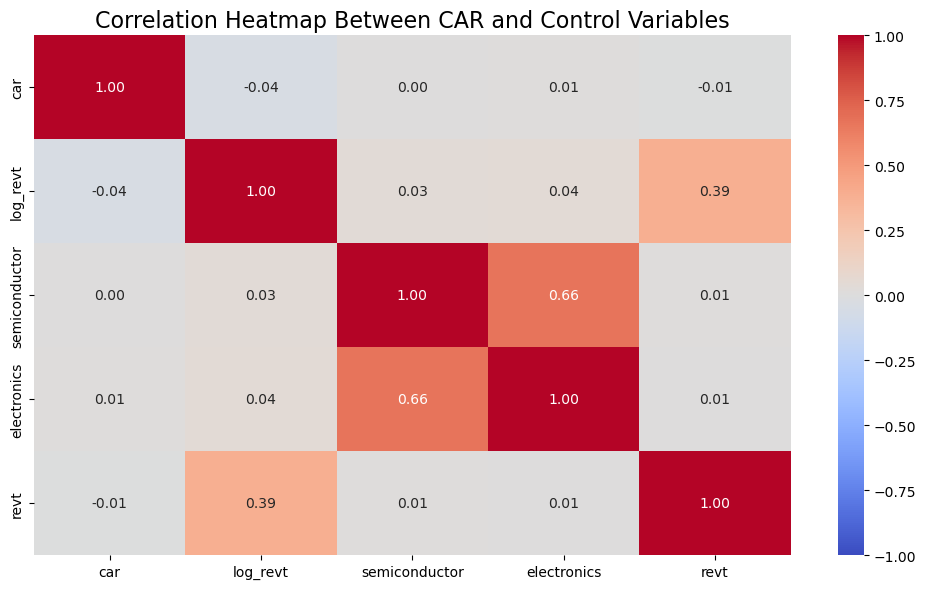 Correlation Heatmap Between CAR and Control Variables
car 1.00 -0.04 0.00 0.01 -0.01
log_revt -0.04 1.00 0.03 0.04 0.39
semiconductor 0.00 0.03 1.00 0.66 0.01
electronics 0.01 0.04 0.66 1.00 0.01
revt -0.01 0.39 0.01 0.01 1.00
car log_revt semiconductor electronics revt
1.00
0.75
0.50
0.25
0.00
−0.25
−0.50
−0.75
−1.00